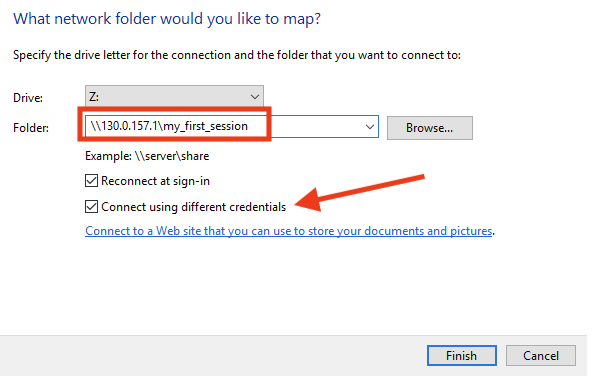 What network folder would you like to map?
Specify the drive letter for the connection and the folder that you want to connect to:
Drive: Z:
Folder: \\130.0.157.1\my_first_session Browse...
Example: \\server\share
Reconnect at sign-in
Connect using different credentials
Connect to a Web site that you can use to store your documents and pictures.
Finish Cancel